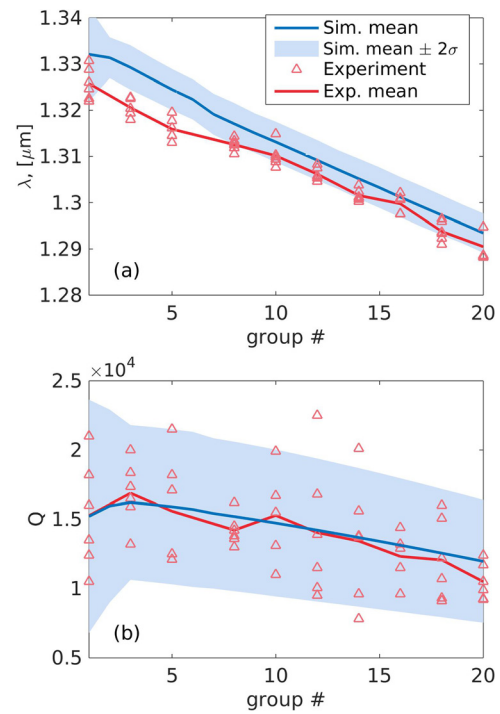 1.34
1.33
1.32
1.31
1.3
1.29
1.28
λ, [μm]
Sim. mean
Sim. mean ± 2σ
Experiment
Exp. mean
(a)
5
10
15
20
group #
×10⁴
2.5
2
1.5
1
0.5
Q
(b)
5
10
15
20
group #